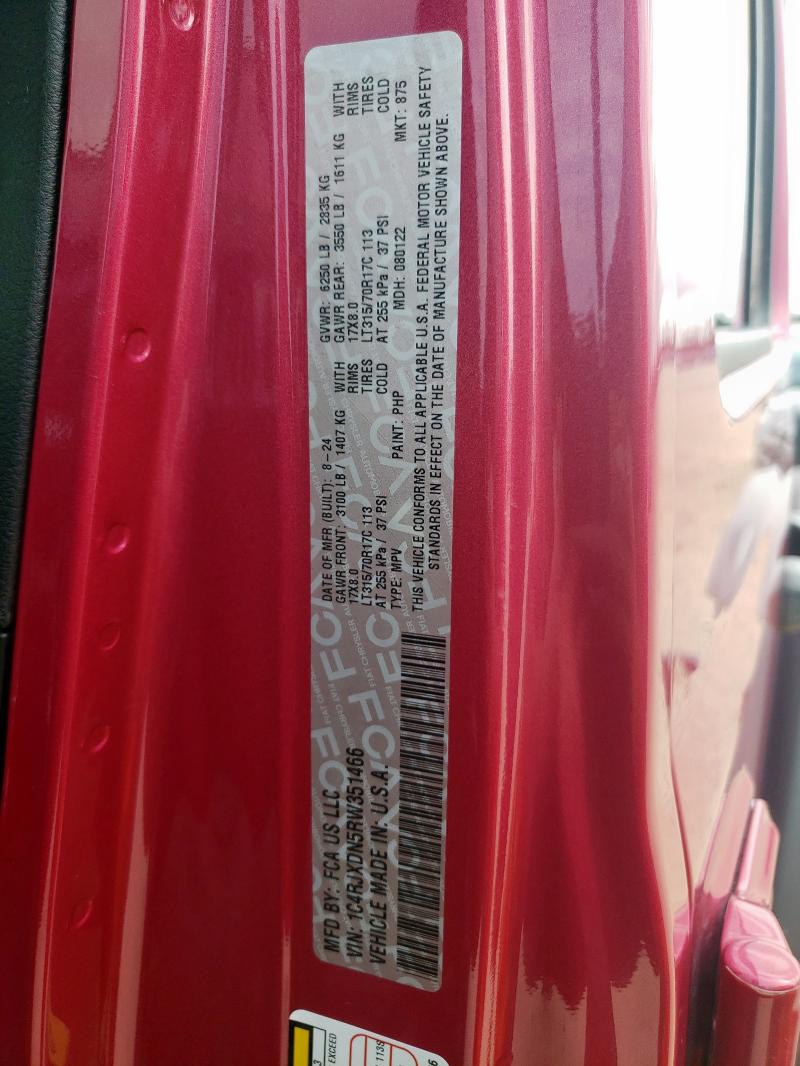 MFD BY: FCA US LLC
VIN: 1C4RJXDN5RW351466
VEHICLE MADE IN: U.S.A.
DATE OF MFR (BUILT): 8-24 GVWR: 6250 LB / 2835 KG
GAWR FRONT: 3100 LB / 1407 KG WITH GAWR REAR: 3550 LB / 1611 KG WITH
17X8.0 RIMS 17X8.0 RIMS
LT315/70R17C 113 TIRES LT315/70R17C 113 TIRES
AT 255 kPa / 37 PSI COLD AT 255 kPa / 37 PSI COLD
TYPE: MPV PAINT: PHP MDH: 080122 MKT: 875
THIS VEHICLE CONFORMS TO ALL APPLICABLE U.S.A. FEDERAL MOTOR VEHICLE SAFETY
STANDARDS IN EFFECT ON THE DATE OF MANUFACTURE SHOWN ABOVE.
EXCEED